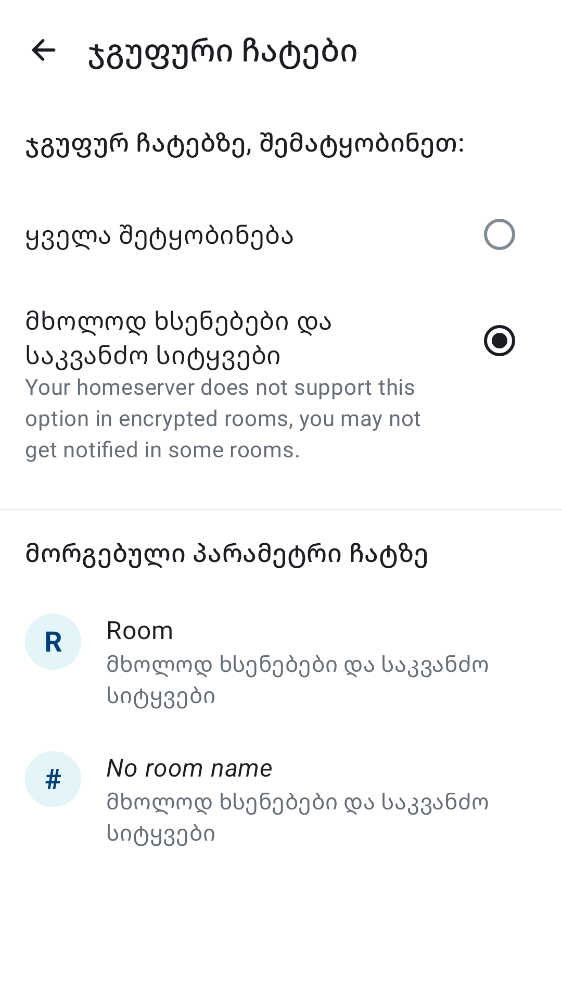 ჯგუფური ჩატები
ჯგუფურ ჩატებზე, შემატყობინეთ:
ყველა შეტყობინება
მხოლოდ ხსენებები და
საკვანძო სიტყვები
Your homeserver does not support this
option in encrypted rooms, you may not
get notified in some rooms.
მორგებული პარამეტრი ჩატზე
R
Room
მხოლოდ ხსენებები და საკვანძო
სიტყვები
#
No room name
მხოლოდ ხსენებები და საკვანძო
სიტყვები